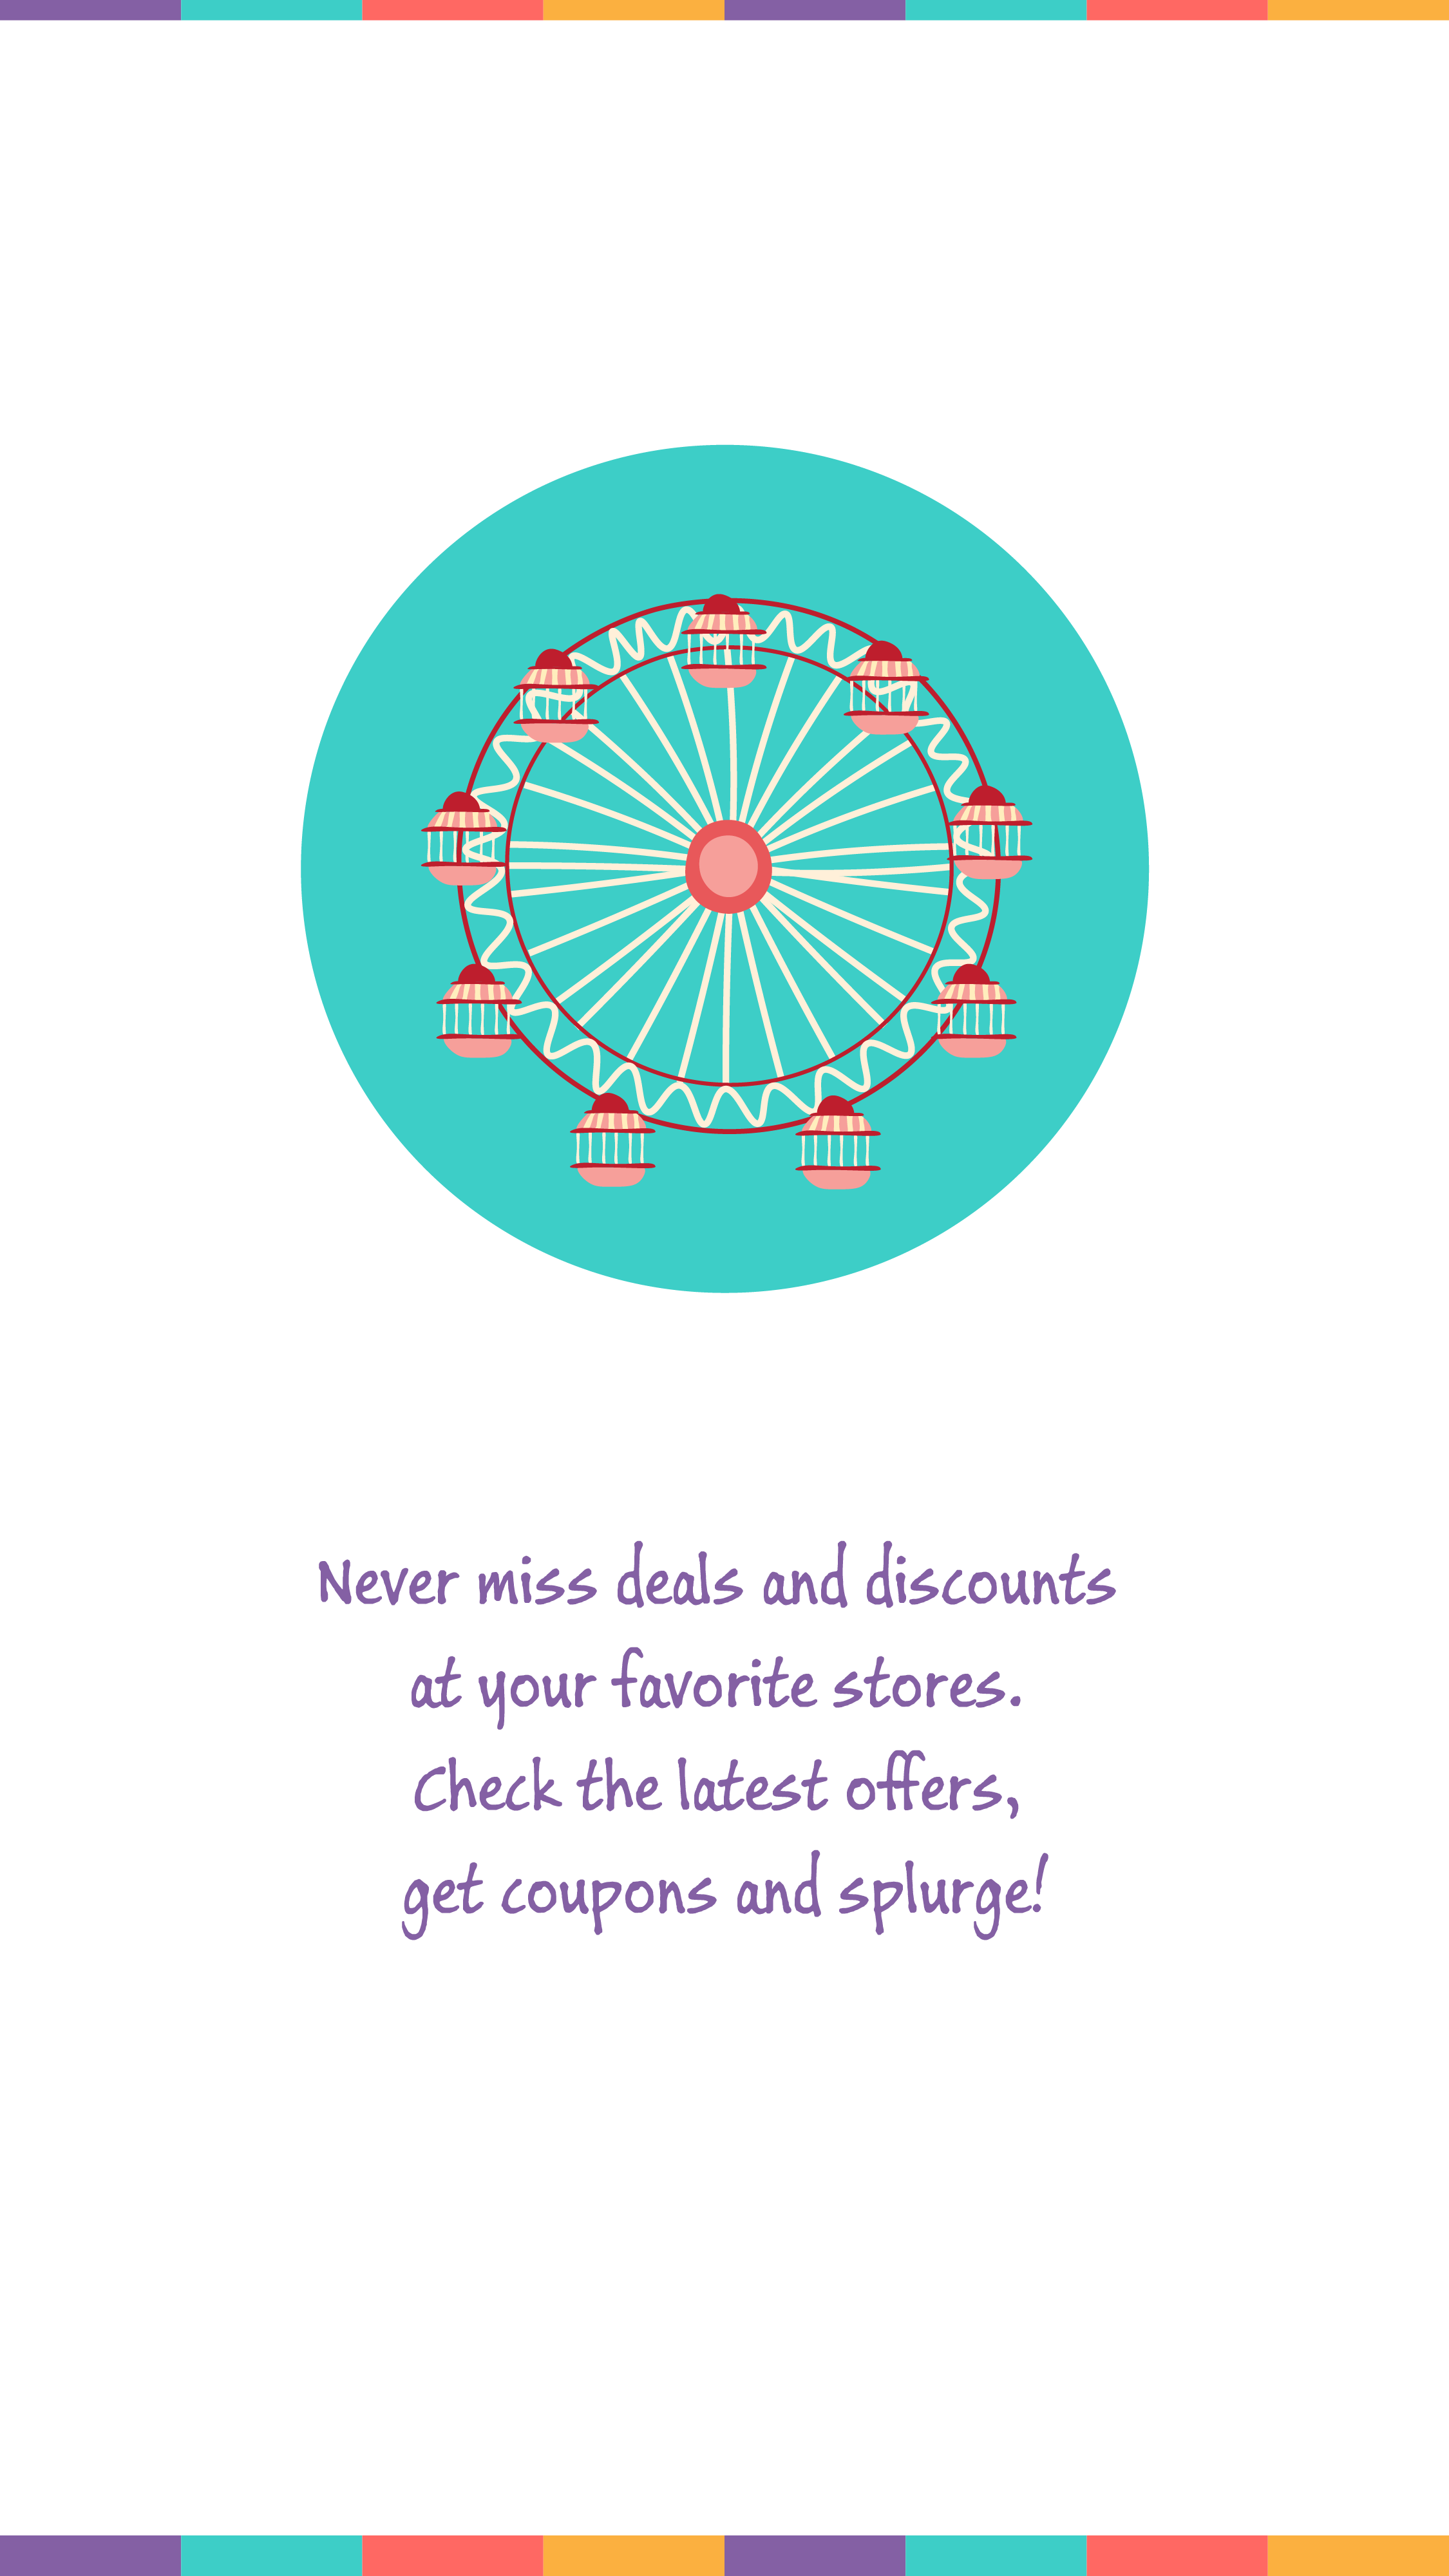 Never miss deals and discounts
at your favorite stores.
Check the latest offers,
get coupons and splurge!